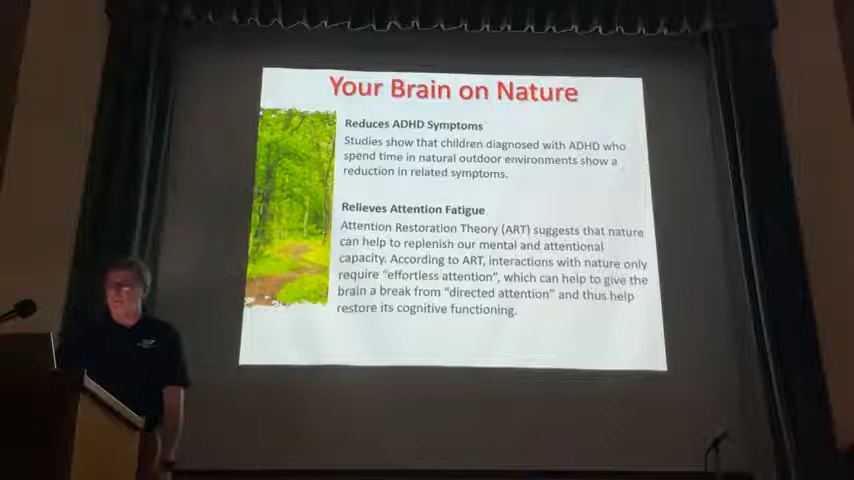 Your Brain on Nature
Reduces ADHD Symptoms
Studies show that children diagnosed with ADHD who
spend time in natural outdoor environments show a
reduction in related symptoms.
Relieves Attention Fatigue
Attention Restoration Theory (ART) suggests that nature
can help to replenish our mental and attentional
capacity. According to ART, interactions with nature only
require “effortless attention”, which can help to give the
brain a break from “directed attention” and thus help
restore its cognitive functioning.